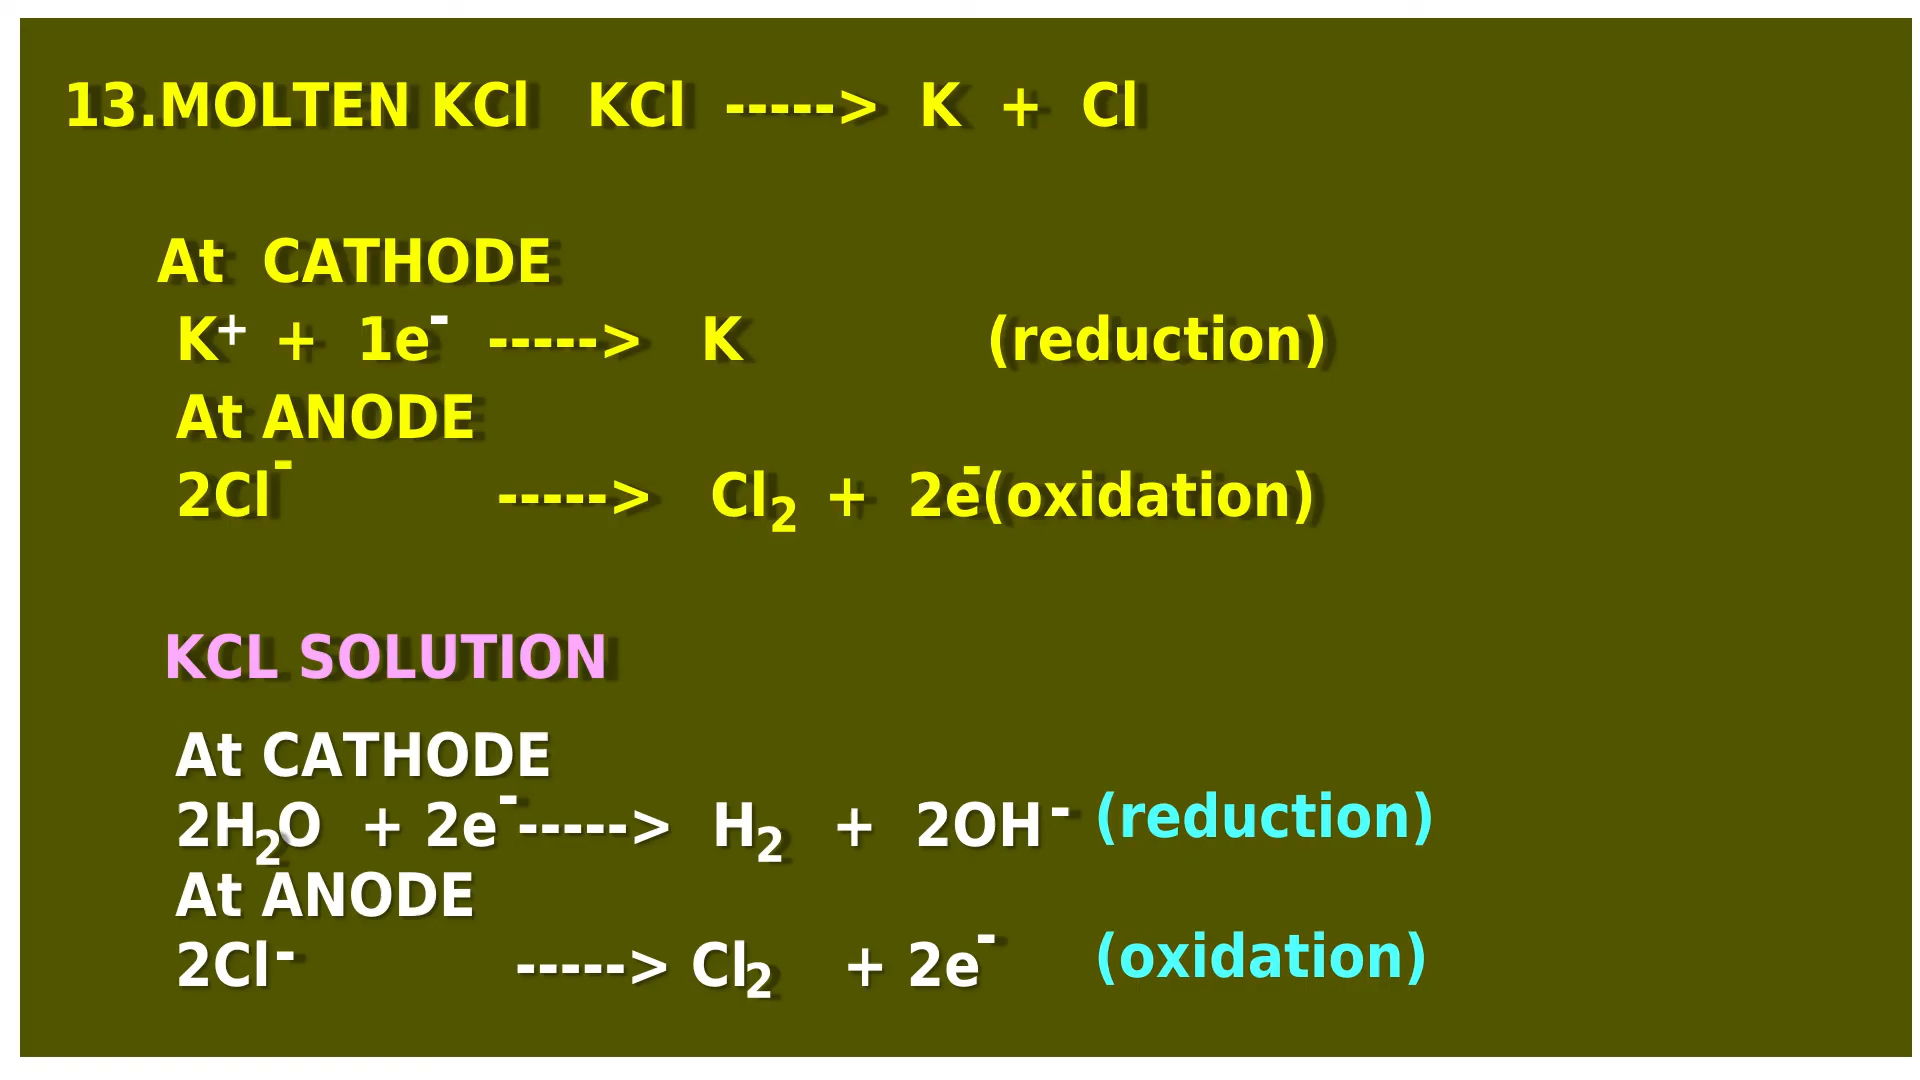 13.MOLTEN KCl KCl -----> K + Cl
At CATHODE
K⁺ + 1e⁻ -----> K (reduction)
At ANODE
2Cl⁻ -----> Cl₂ + 2e⁻(oxidation)
KCL SOLUTION
At CATHODE
2H₂O + 2e⁻-----> H₂ + 2OH⁻ (reduction)
At ANODE
2Cl⁻ -----> Cl₂ + 2e⁻ (oxidation)